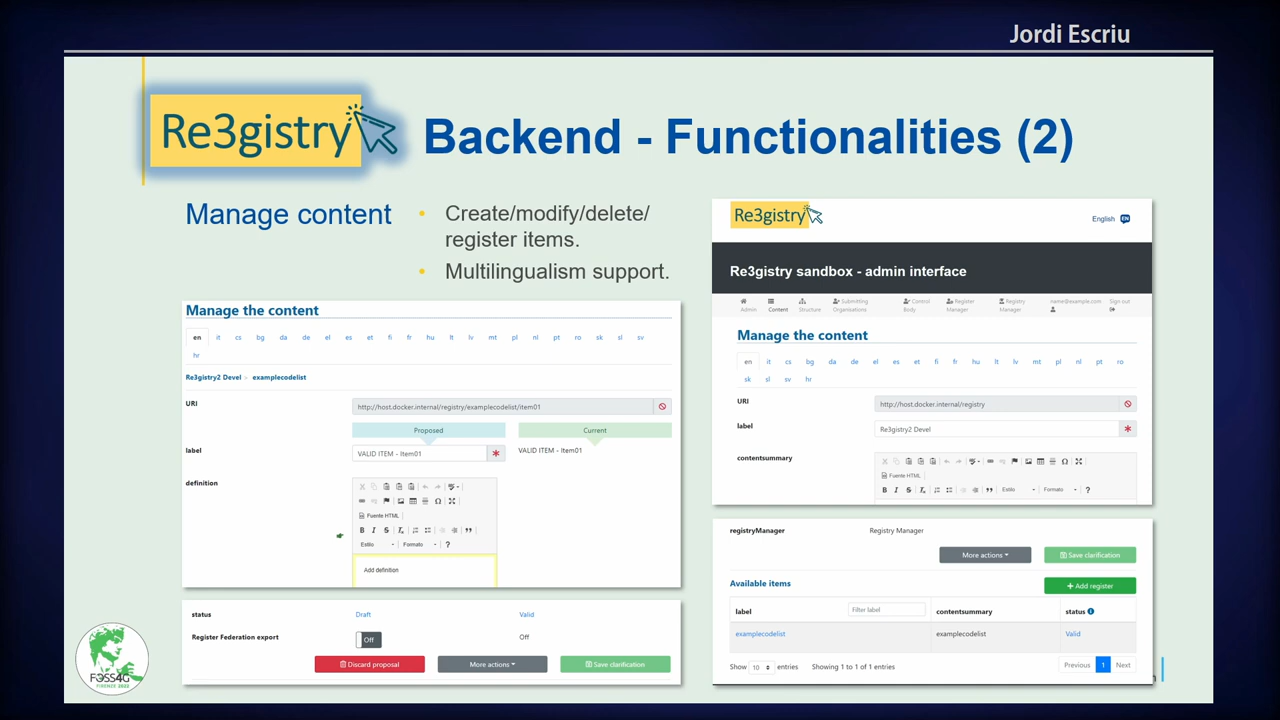 Jordi Escriu
Re3gistry
Backend - Functionalities (2)
Manage content
• Create/modify/delete/
register items.
• Multilingualism support.
Manage the content
en it cs bg da de el es et fi fr hu lt lv mt pl nl pt ro sk sl sv
hr
Re3gistry2 Devel examplecodelist
URI
http://host.docker.internal/registry/examplecodelist/item01
Proposed Current
label
VALID ITEM - Item01
VALID ITEM - Item01
definition
Fuente HTML
B I S
Estilo Formato ?
Add definition
status Draft Valid
Register Federation export Off Off
Discard proposal More actions Save clarification
FOSS4G
FIRENZE 2022
Re3gistry
English EN
Re3gistry sandbox - admin interface
Admin Content Structure Submitting Organisations Control Body Register Manager Registry Manager name@example.com Sign out
Manage the content
en it cs bg da de el es et fi fr hu lt lv mt pl nl pt ro
sk sl sv hr
URI http://host.docker.internal/registry
label Re3gistry2 Devel
contentsummary
Fuente HTML
B I S Estilo Formato ?
registryManager Registry Manager
More actions Save clarification
Available items + Add register
label Filter label contentsummary status
examplecodelist examplecodelist Valid
Show 10 entries Showing 1 to 1 of 1 entries Previous 1 Next